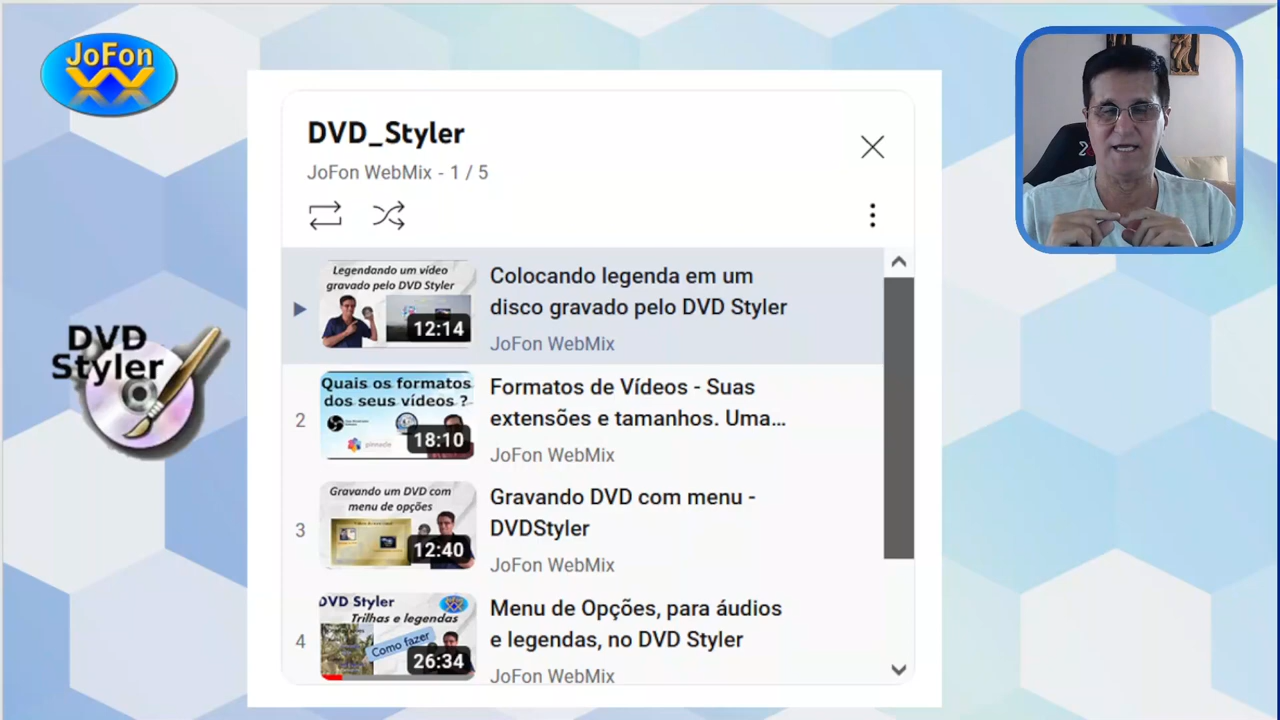 JoFon
DVD_Styler
JoFon WebMix - 1 / 5
Legendando um vídeo
gravado pelo DVD Styler
12:14
Colocando legenda em um
disco gravado pelo DVD Styler
JoFon WebMix
DVD
Styler
2
Quais os formatos
dos seus vídeos ?
pinnacle
18:10
Formatos de Vídeos - Suas
extensões e tamanhos. Uma...
JoFon WebMix
3
Gravando um DVD com
menu de opções
12:40
Gravando DVD com menu -
DVDStyler
JoFon WebMix
4
DVD Styler
Trilhas e legendas
Como fazer
26:34
Menu de Opções, para áudios
e legendas, no DVD Styler
JoFon WebMix